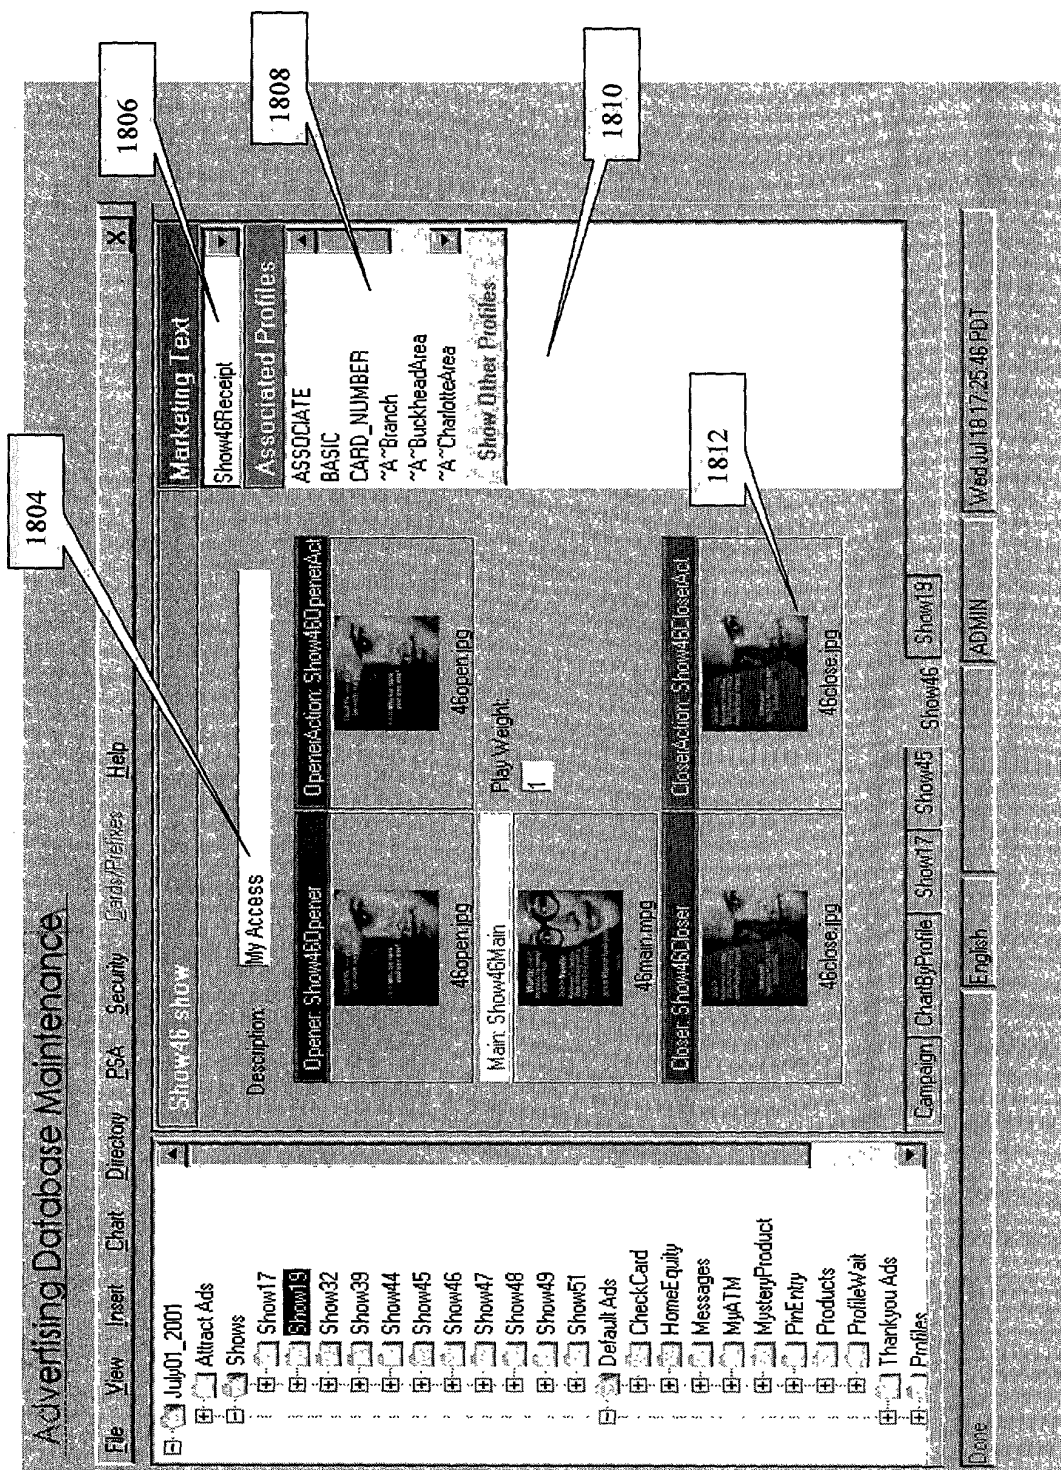 Advertising Database Maintenance
File View Insert Chart Directory PSA Security Cards/Prefixes Help X
July01_2001
Attract Ads
Shows
Show17
Show19
Show32
Show39
Show44
Show45
Show46
Show47
Show48
Show49
Show51
Default Ads
CheckCard
HomeEquity
Messages
MyATM
MysteryProduct
PinEntry
Products
ProfileWait
Thankyou Ads
Profiles
Show46 show
Description: My Access
Opener: Show46Opener
OpenerAction: Show46OpenerAct
46open.jpg
46open.jpg
Main: Show46Main
Play Weight:
1
46main.mpg
Closer: Show46Closer
CloserAction: Show46CloserAct
46close.jpg
46close.jpg
Marketing Text
Show46Receipt
Associated Profiles
ASSOCIATE
BASIC
CARD_NUMBER
~A~Branch
~A~BuckheadArea
~A~CharlotteArea
Show Other Profiles
Campaign ChatByProfile Show17 Show45 Show46 Show19
Done English ADMIN Wed Jul 18 17:25:46 PDT
1804
1806
1808
1810
1812